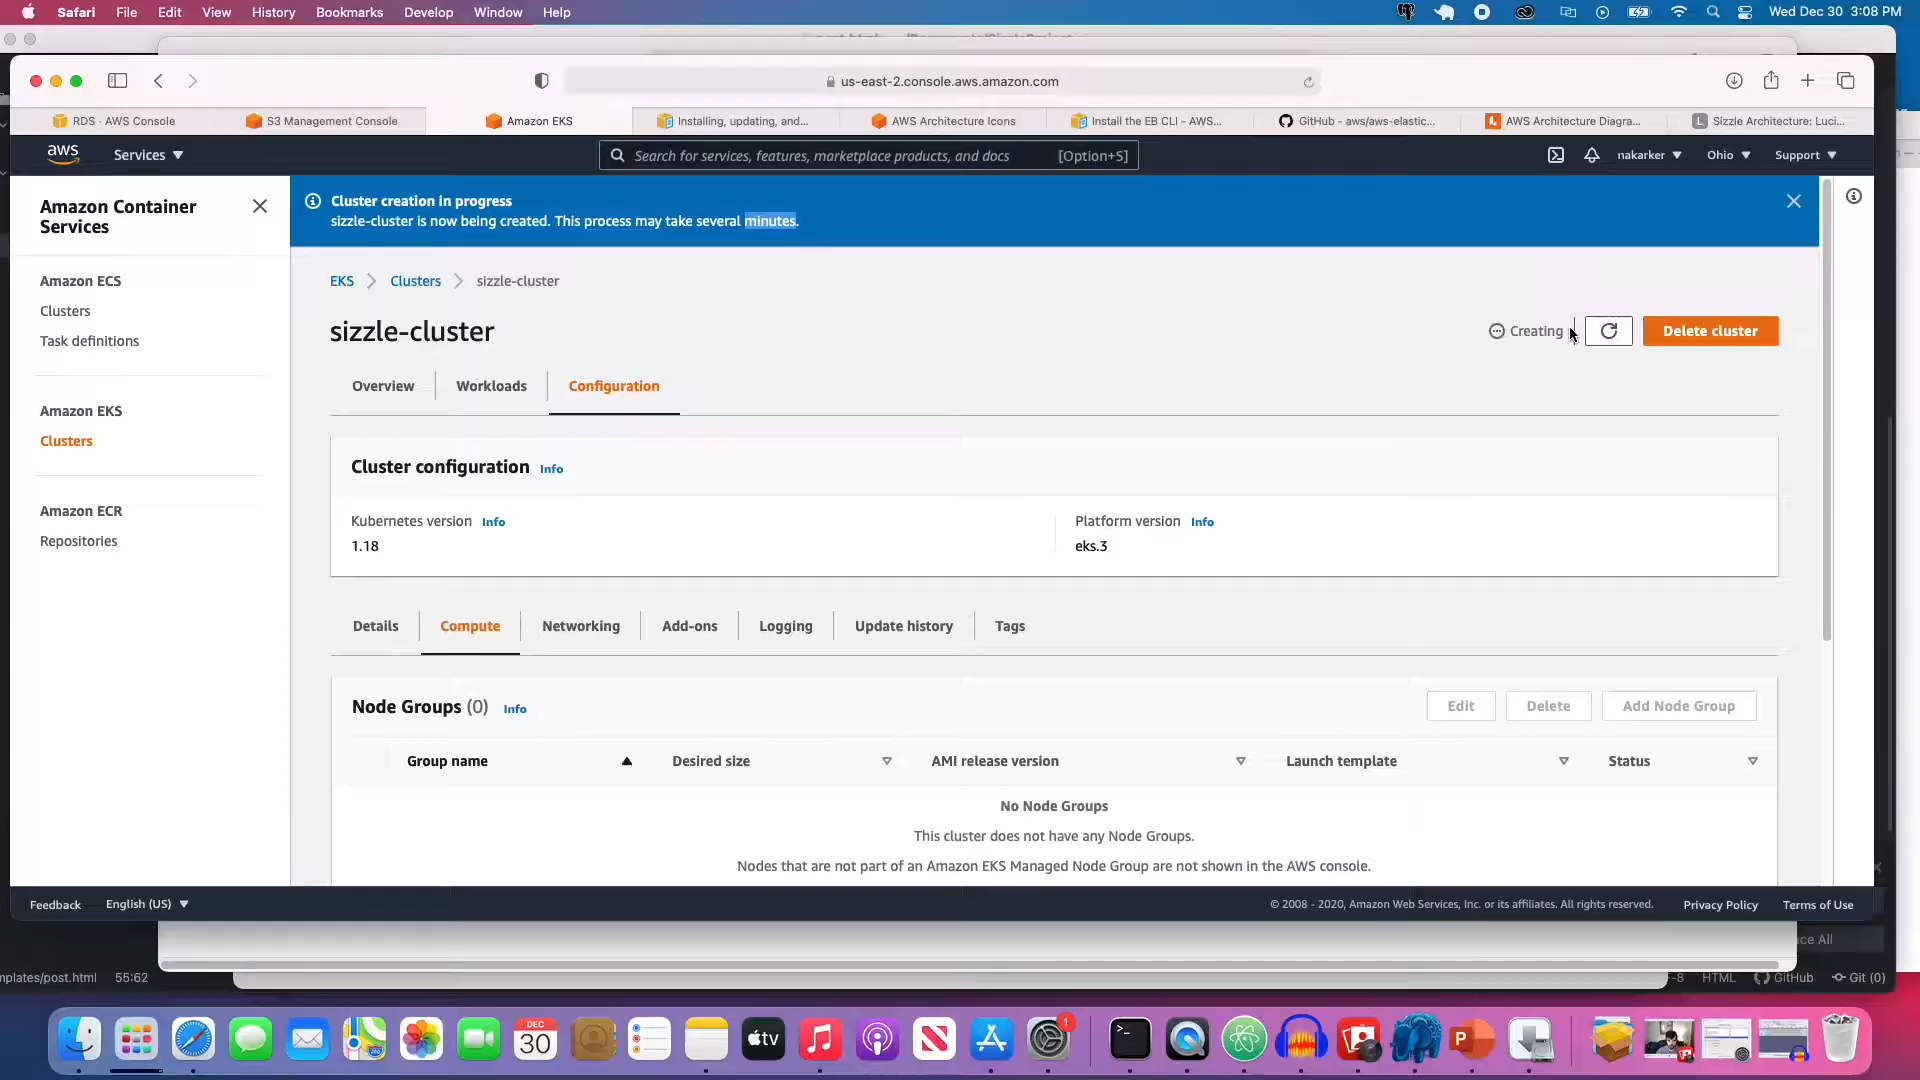 Safari File Edit View History Bookmarks Develop Window Help
Wed Dec 30 3:08 PM
us-east-2.console.aws.amazon.com
RDS · AWS Console
S3 Management Console
Amazon EKS
Installing, updating, and...
AWS Architecture Icons
Install the EB CLI - AWS...
GitHub - aws/aws-elastic...
AWS Architecture Diagra...
Sizzle Architecture: Luci...
aws
Services
Search for services, features, marketplace products, and docs [Option+S]
nakarker
Ohio
Support
Amazon Container
Services
Amazon ECS
Clusters
Task definitions
Amazon EKS
Clusters
Amazon ECR
Repositories
Cluster creation in progress
sizzle-cluster is now being created. This process may take several minutes.
EKS
Clusters
sizzle-cluster
sizzle-cluster
Creating
Delete cluster
Overview
Workloads
Configuration
Cluster configuration Info
Kubernetes version Info
1.18
Platform version Info
eks.3
Details
Compute
Networking
Add-ons
Logging
Update history
Tags
Node Groups (0) Info
Edit
Delete
Add Node Group
Group name
Desired size
AMI release version
Launch template
Status
No Node Groups
This cluster does not have any Node Groups.
Nodes that are not part of an Amazon EKS Managed Node Group are not shown in the AWS console.
Feedback
English (US)
© 2008 - 2020, Amazon Web Services, Inc. or its affiliates. All rights reserved.
Privacy Policy
Terms of Use
ce All
mplates/post.html 55:62
F-8 HTML GitHub Git (0)
DEC
30
tv
1
P